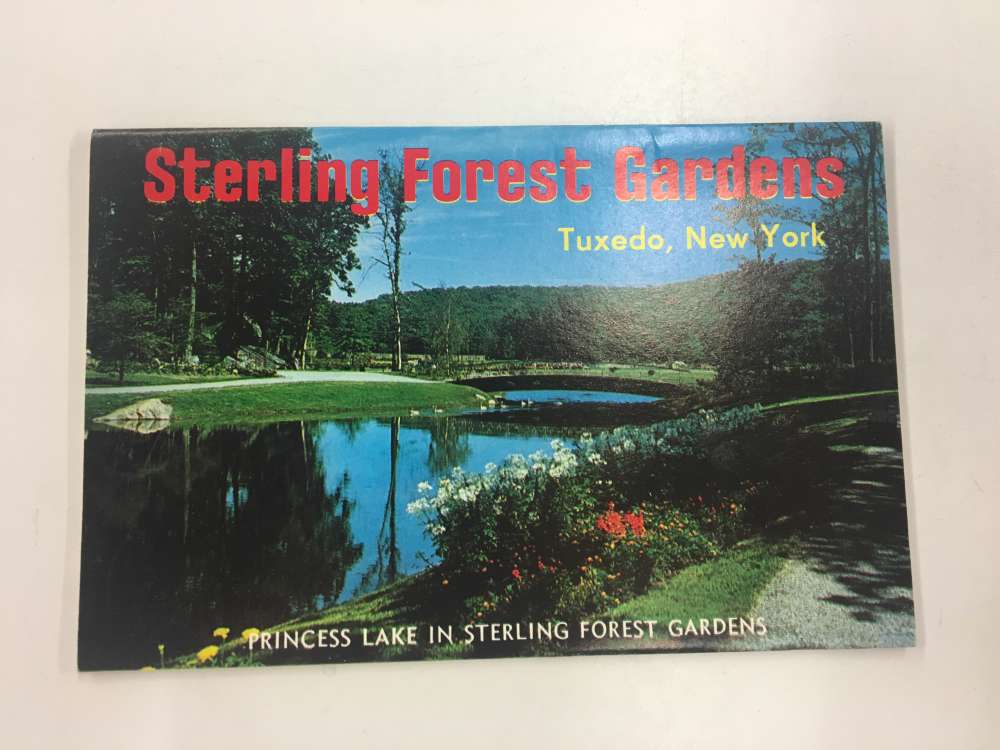 Sterling Forest Gardens
Tuxedo, New York
PRINCESS LAKE IN STERLING FOREST GARDENS